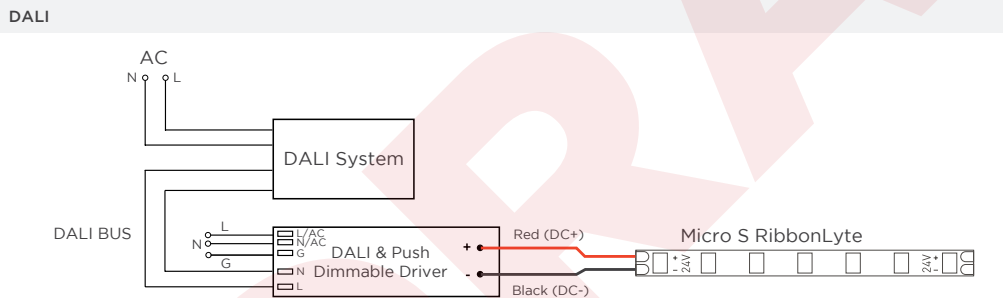 DALI
AC
N L
DALI System
DALI BUS
L
N
G
L/AC
N/AC
G
N
L
DALI & Push
Dimmable Driver
+
-
Red (DC+)
Black (DC-)
Micro S RibbonLyte
+
24V
-
24V
+
-